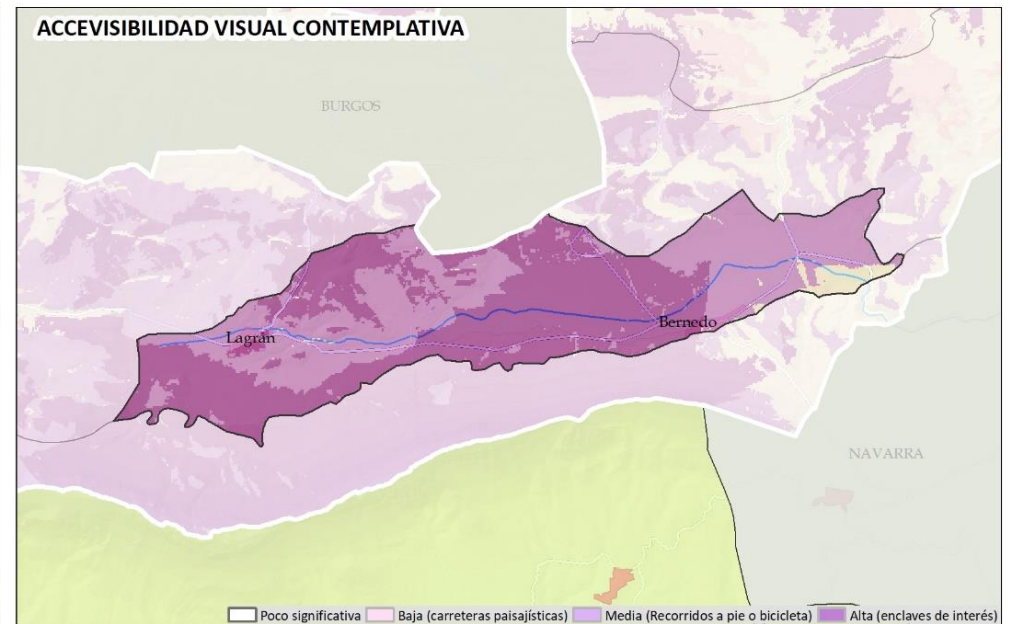 ACCEVISIBILIDAD VISUAL CONTEMPLATIVA
BURGOS
Lagrán
Bernedo
NAVARRA
Poco significativa Baja (carreteras paisajísticas) Media (Recorridos a pie o bicicleta) Alta (enclaves de interés)